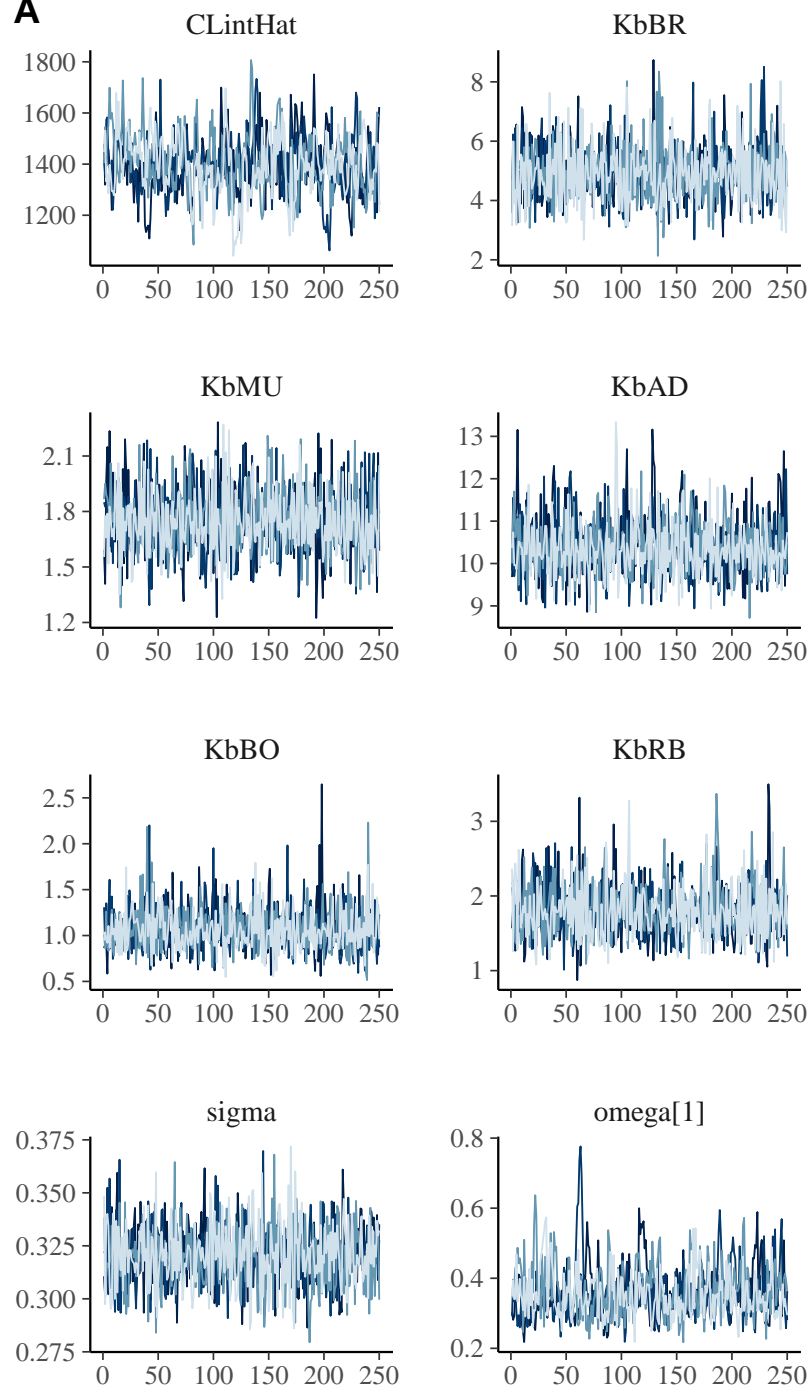 A
CLintHat KbBR
1800
1600
1400
1200
0 50 100 150 200 250
8
6
4
2
0 50 100 150 200 250
KbMU KbAD
2.1
1.8
1.5
1.2
0 50 100 150 200 250
13
12
11
10
9
0 50 100 150 200 250
KbBO KbRB
2.5
2.0
1.5
1.0
0.5
0 50 100 150 200 250
3
2
1
0 50 100 150 200 250
sigma omega[1]
0.375
0.350
0.325
0.300
0.275
0 50 100 150 200 250
0.8
0.6
0.4
0.2
0 50 100 150 200 250